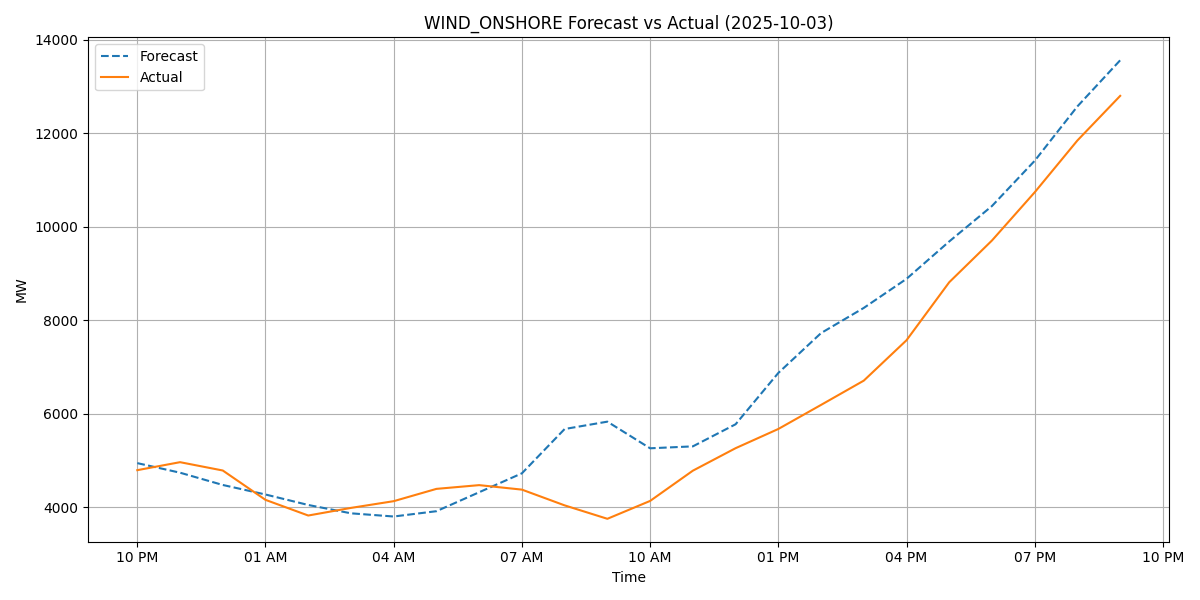 WIND_ONSHORE Forecast vs Actual (2025-10-03)
Forecast
Actual
14000
12000
10000
8000
6000
4000
MW
10 PM 01 AM 04 AM 07 AM 10 AM 01 PM 04 PM 07 PM 10 PM
Time